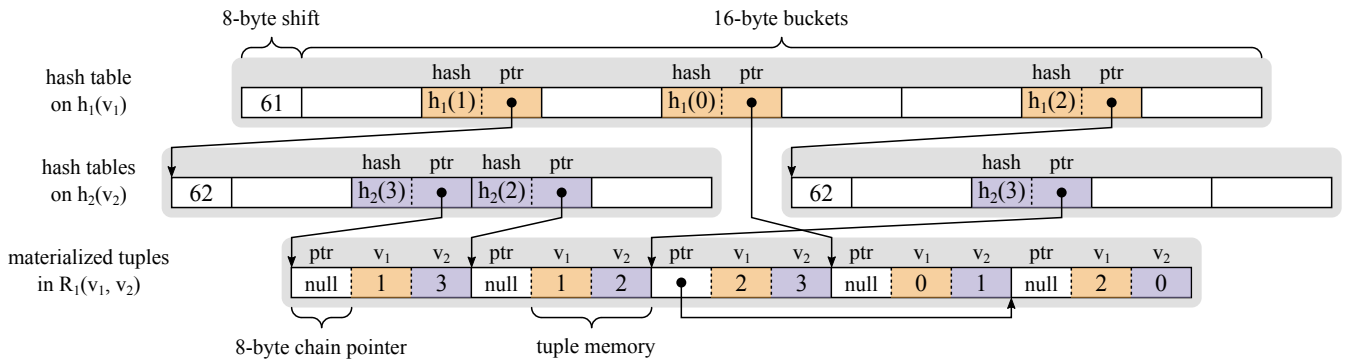 8-byte shift 16-byte buckets
hash table
on h₁(v₁)
hash ptr hash ptr hash ptr
61 h₁(1) h₁(0) h₁(2)
hash tables
on h₂(v₂)
hash ptr hash ptr hash ptr
62 h₂(3) h₂(2) 62 h₂(3)
materialized tuples
in R₁(v₁, v₂)
ptr v₁ v₂ ptr v₁ v₂ ptr v₁ v₂ ptr v₁ v₂ ptr v₁ v₂
null 1 3 null 1 2 2 3 null 0 1 null 2 0
8-byte chain pointer tuple memory